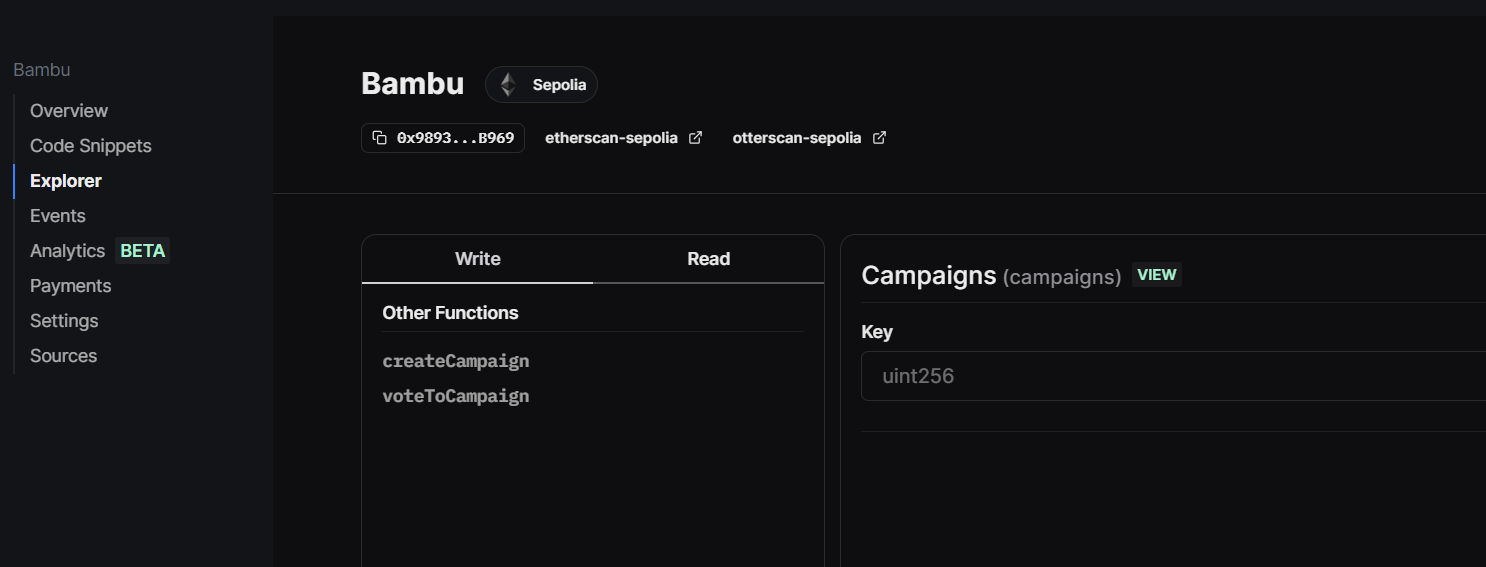 Bambu
Overview
Code Snippets
Explorer
Events
Analytics BETA
Payments
Settings
Sources
Bambu Sepolia
0x9893...B969 etherscan-sepolia otterscan-sepolia
Write Read
Other Functions
createCampaign
voteToCampaign
Campaigns (campaigns) VIEW
Key
uint256